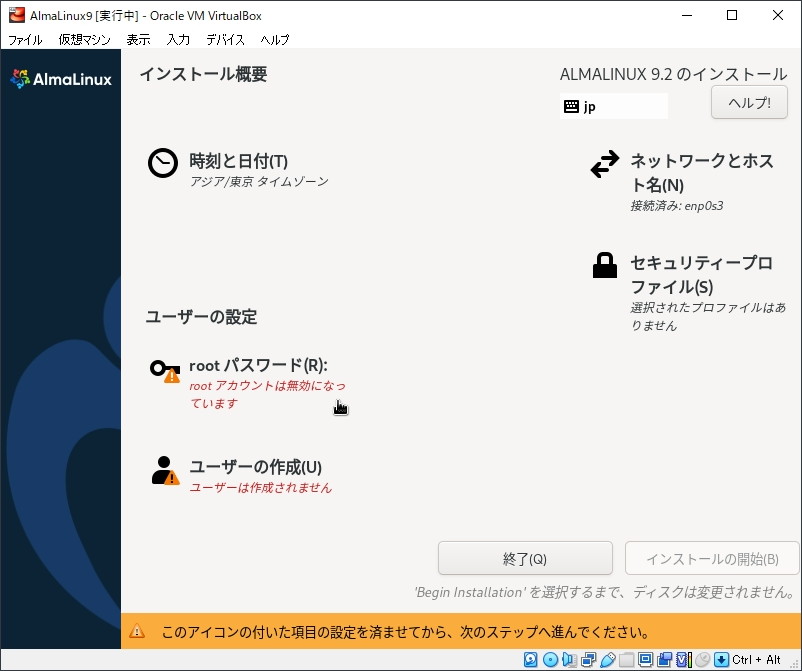 AlmaLinux9 [実行中] - Oracle VM VirtualBox
ファイル 仮想マシン 表示 入力 デバイス ヘルプ
AlmaLinux
インストール概要
ALMALINUX 9.2 のインストール
jp
ヘルプ!
時刻と日付(T)
アジア/東京 タイムゾーン
ネットワークとホス
ト名(N)
接続済み: enp0s3
セキュリティープロ
ファイル(S)
選択されたプロファイルはあ
りません
ユーザーの設定
root パスワード(R):
root アカウントは無効になっ
ています
ユーザーの作成(U)
ユーザーは作成されません
終了(Q)
インストールの開始(B)
'Begin Installation' を選択するまで、ディスクは変更されません。
このアイコンの付いた項目の設定を済ませてから、次のステップへ進んでください。
Ctrl + Alt